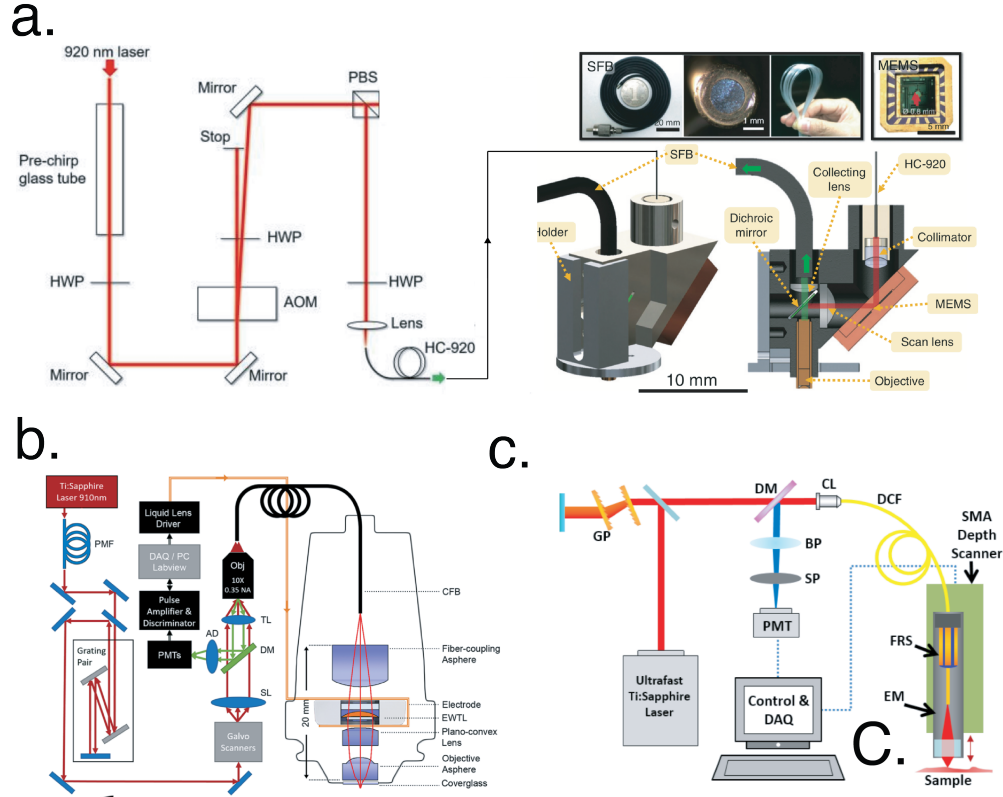 a.
920 nm laser
Pre-chirp
glass tube
HWP
Mirror
Mirror
Mirror
Stop
HWP
AOM
PBS
HWP
Lens
HC-920
SFB
20 mm
1 mm
MEMS
0.8 mm
5 mm
SFB
Holder
Dichroic
mirror
Collecting
lens
HC-920
Collimator
MEMS
Scan lens
Objective
10 mm
b.
Ti:Sapphire
Laser 910nm
PMF
Grating
Pair
Liquid Lens
Driver
DAQ / PC
Labview
Pulse
Amplifier &
Discriminator
PMTs
AD
Obj
10X
0.35 NA
TL
DM
SL
Galvo
Scanners
CFB
Fiber-coupling
Asphere
20 mm
Electrode
EWTL
Plano-convex
Lens
Objective
Asphere
Coverglass
c.
GP
DM
CL
DCF
BP
SP
PMT
Ultrafast
Ti:Sapphire
Laser
Control &
DAQ
SMA
Depth
Scanner
FRS
EM
C.
Sample